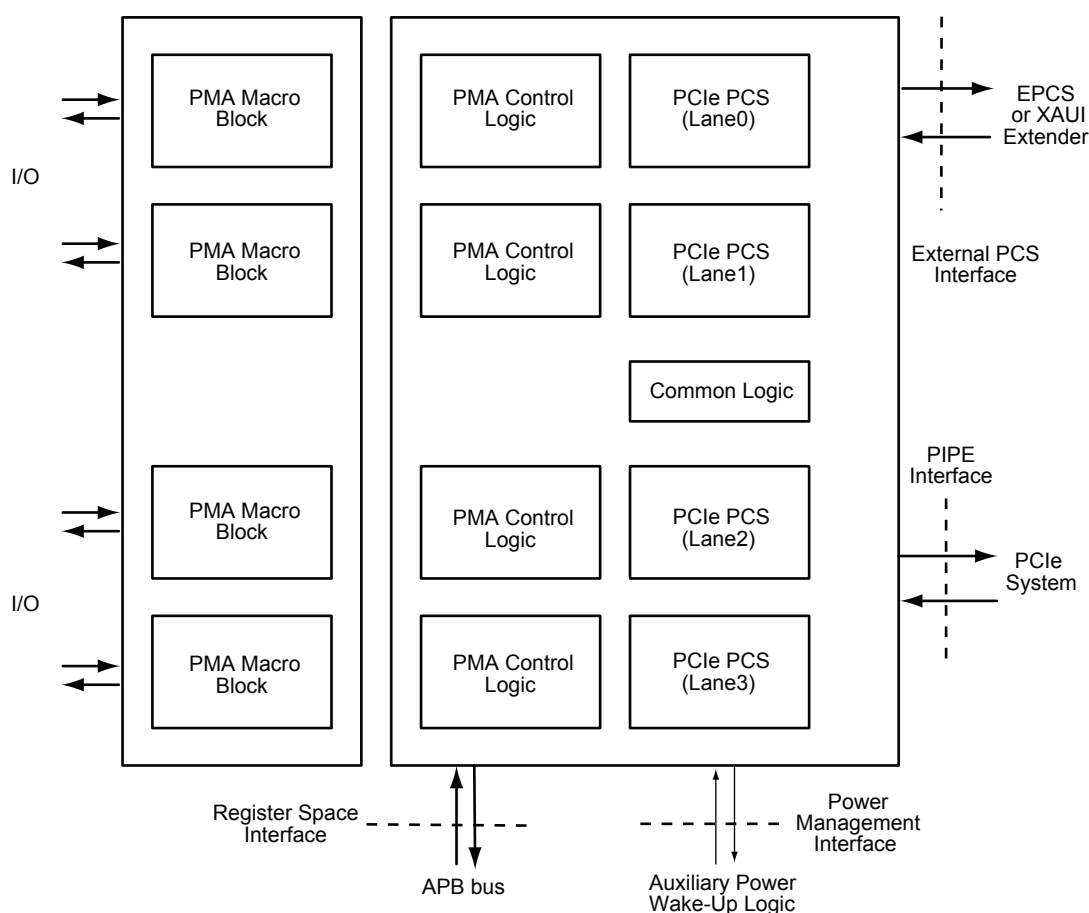 PMA Macro
Block
PMA Control
Logic
PCIe PCS
(Lane0)
EPCS
or XAUI
Extender
I/O
PMA Macro
Block
PMA Control
Logic
PCIe PCS
(Lane1)
External PCS
Interface
Common Logic
PIPE
Interface
PMA Macro
Block
PMA Control
Logic
PCIe PCS
(Lane2)
PCIe
System
I/O
PMA Macro
Block
PMA Control
Logic
PCIe PCS
(Lane3)
Register Space
Interface
Power
Management
Interface
APB bus
Auxiliary Power
Wake-Up Logic